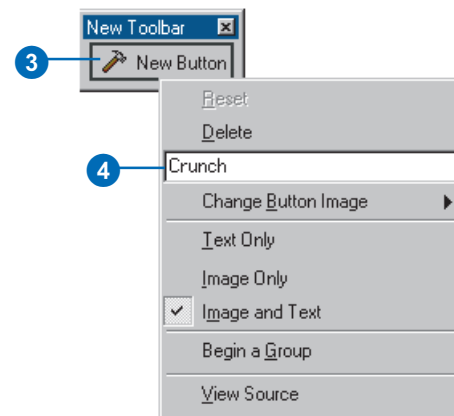 New Toolbar
3
New Button
Reset
Delete
4
Crunch
Change Button Image
Text Only
Image Only
Image and Text
Begin a Group
View Source